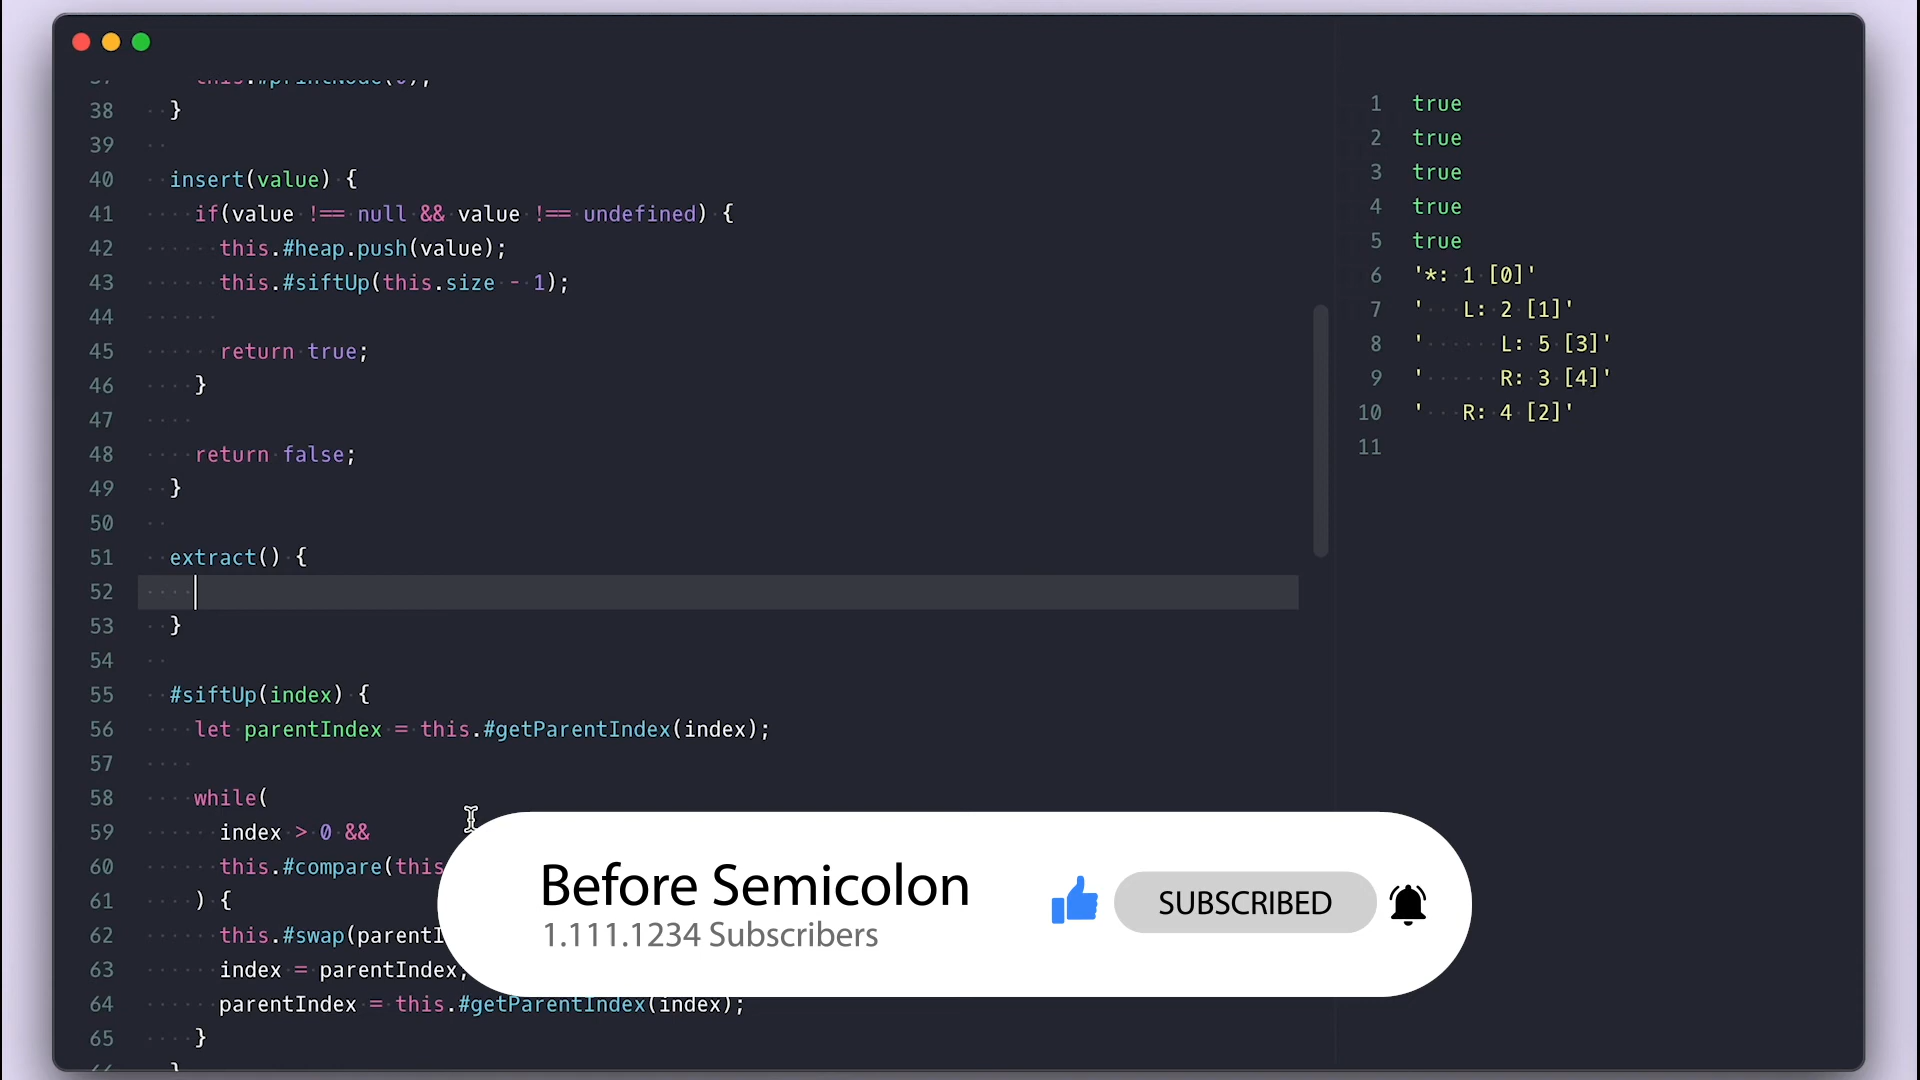 37 this.#printNode(0);
38 }
39
40 insert(value) {
41 if(value !== null && value !== undefined) {
42 this.#heap.push(value);
43 this.#siftUp(this.size - 1);
44
45 return true;
46 }
47
48 return false;
49 }
50
51 extract() {
52
53 }
54
55 #siftUp(index) {
56 let parentIndex = this.#getParentIndex(index);
57
58 while(
59 index > 0 &&
60 this.#compare(this
61 ) {
62 this.#swap(parentI
63 index = parentIndex;
64 parentIndex = this.#getParentIndex(index);
65 }
66 }
1 true
2 true
3 true
4 true
5 true
6 '*: 1 [0]'
7 ' L: 2 [1]'
8 ' L: 5 [3]'
9 ' R: 3 [4]'
10 ' R: 4 [2]'
11
Before Semicolon
1.111.1234 Subscribers
SUBSCRIBED